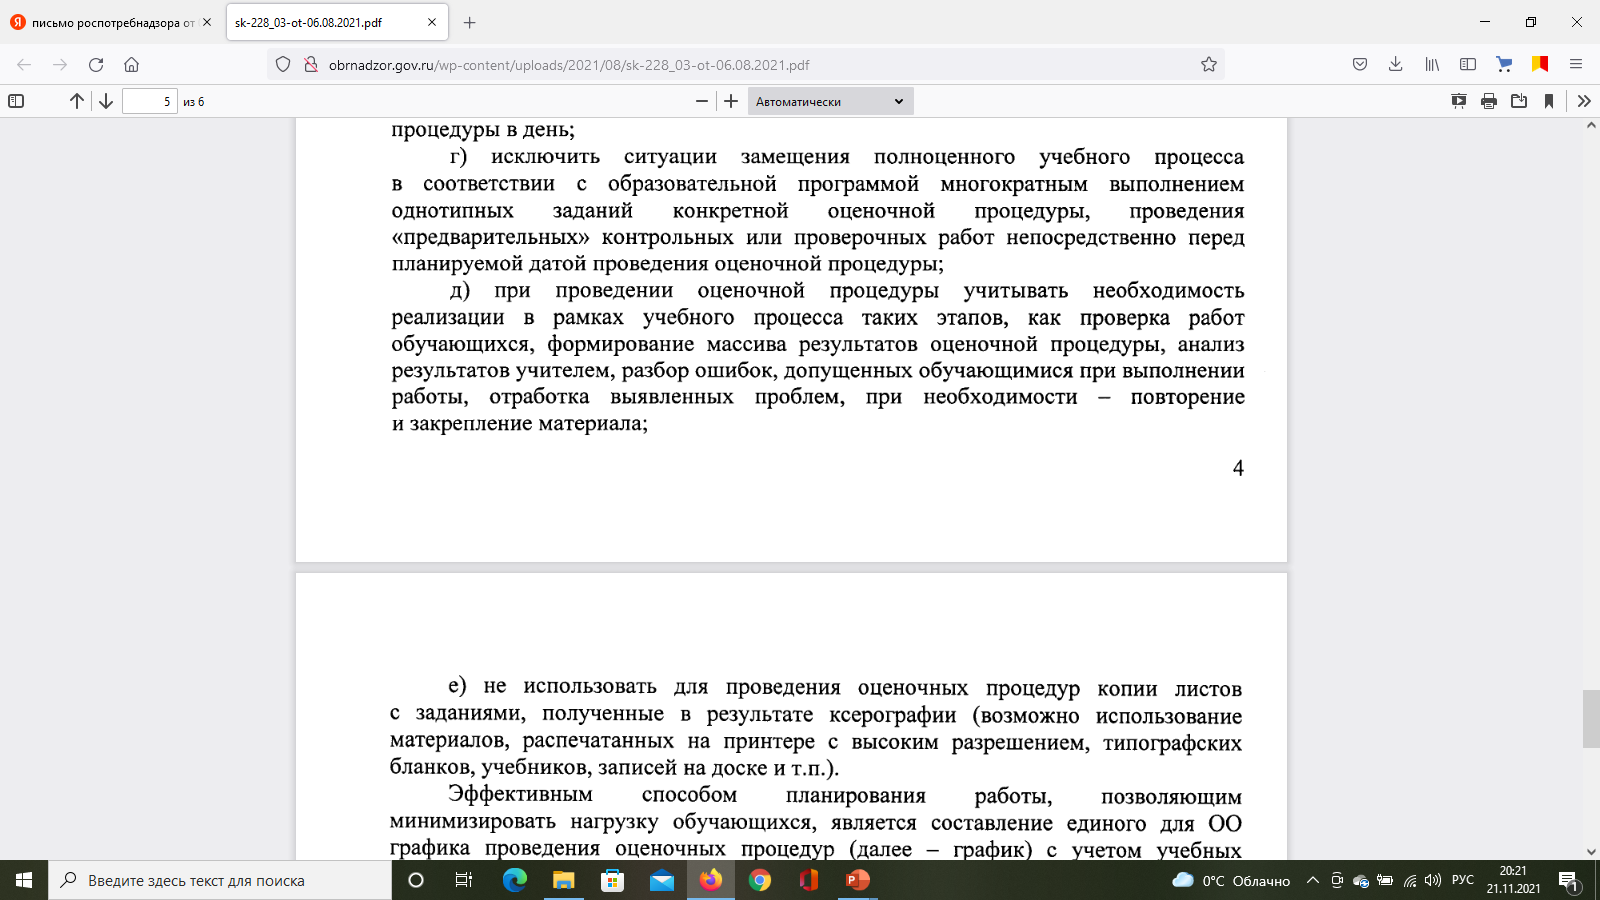 письмо роспотребнадзора от
sk-228_03-ot-06.08.2021.pdf
obrnadzor.gov.ru/wp-content/uploads/2021/08/sk-228_03-ot-06.08.2021.pdf
5 из 6
Автоматически
процедуры в день;
г) исключить ситуации замещения полноценного учебного процесса
в соответствии с образовательной программой многократным выполнением
однотипных заданий конкретной оценочной процедуры, проведения
«предварительных» контрольных или проверочных работ непосредственно перед
планируемой датой проведения оценочной процедуры;
д) при проведении оценочной процедуры учитывать необходимость
реализации в рамках учебного процесса таких этапов, как проверка работ
обучающихся, формирование массива результатов оценочной процедуры, анализ
результатов учителем, разбор ошибок, допущенных обучающимися при выполнении
работы, отработка выявленных проблем, при необходимости – повторение
и закрепление материала;
4
е) не использовать для проведения оценочных процедур копии листов
с заданиями, полученные в результате ксерографии (возможно использование
материалов, распечатанных на принтере с высоким разрешением, типографских
бланков, учебников, записей на доске и т.п.).
Эффективным способом планирования работы, позволяющим
минимизировать нагрузку обучающихся, является составление единого для ОО
графика проведения оценочных процедур (далее – график) с учетом учебных
Введите здесь текст для поиска
0°C Облачно
РУС
20:21
21.11.2021
1